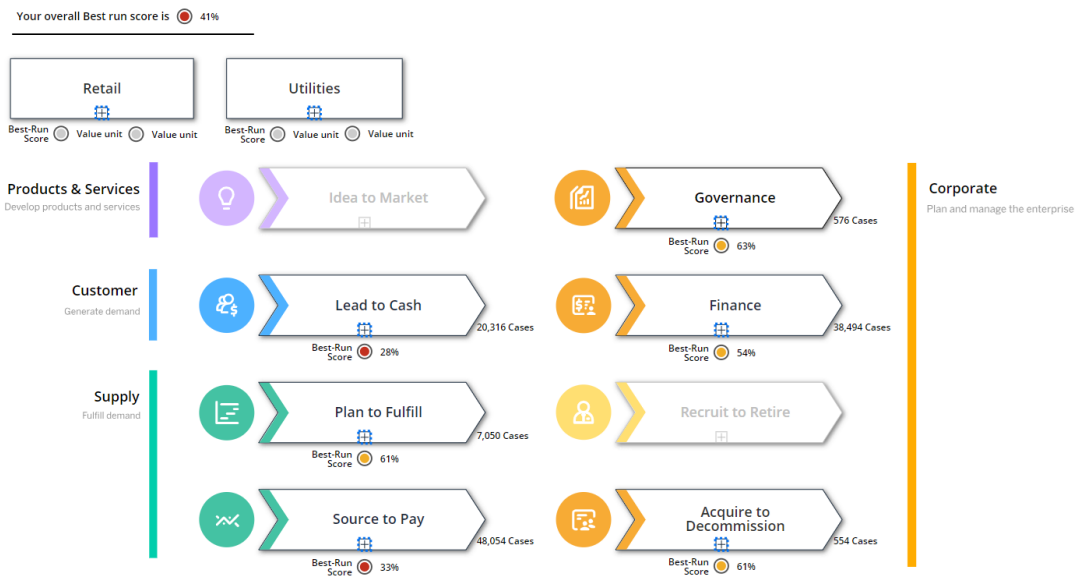 Your overall Best run score is 41%
Retail
Utilities
Best-Run
Score
Value unit
Value unit
Best-Run
Score
Value unit
Value unit
Products & Services
Develop products and services
Idea to Market
Governance
576 Cases
Best-Run
Score
63%
Corporate
Plan and manage the enterprise
Customer
Generate demand
Lead to Cash
20,316 Cases
Best-Run
Score
28%
Finance
38,494 Cases
Best-Run
Score
54%
Supply
Fulfill demand
Plan to Fulfill
7,050 Cases
Best-Run
Score
61%
Recruit to Retire
Source to Pay
48,054 Cases
Best-Run
Score
33%
Acquire to
Decommission
554 Cases
Best-Run
Score
61%